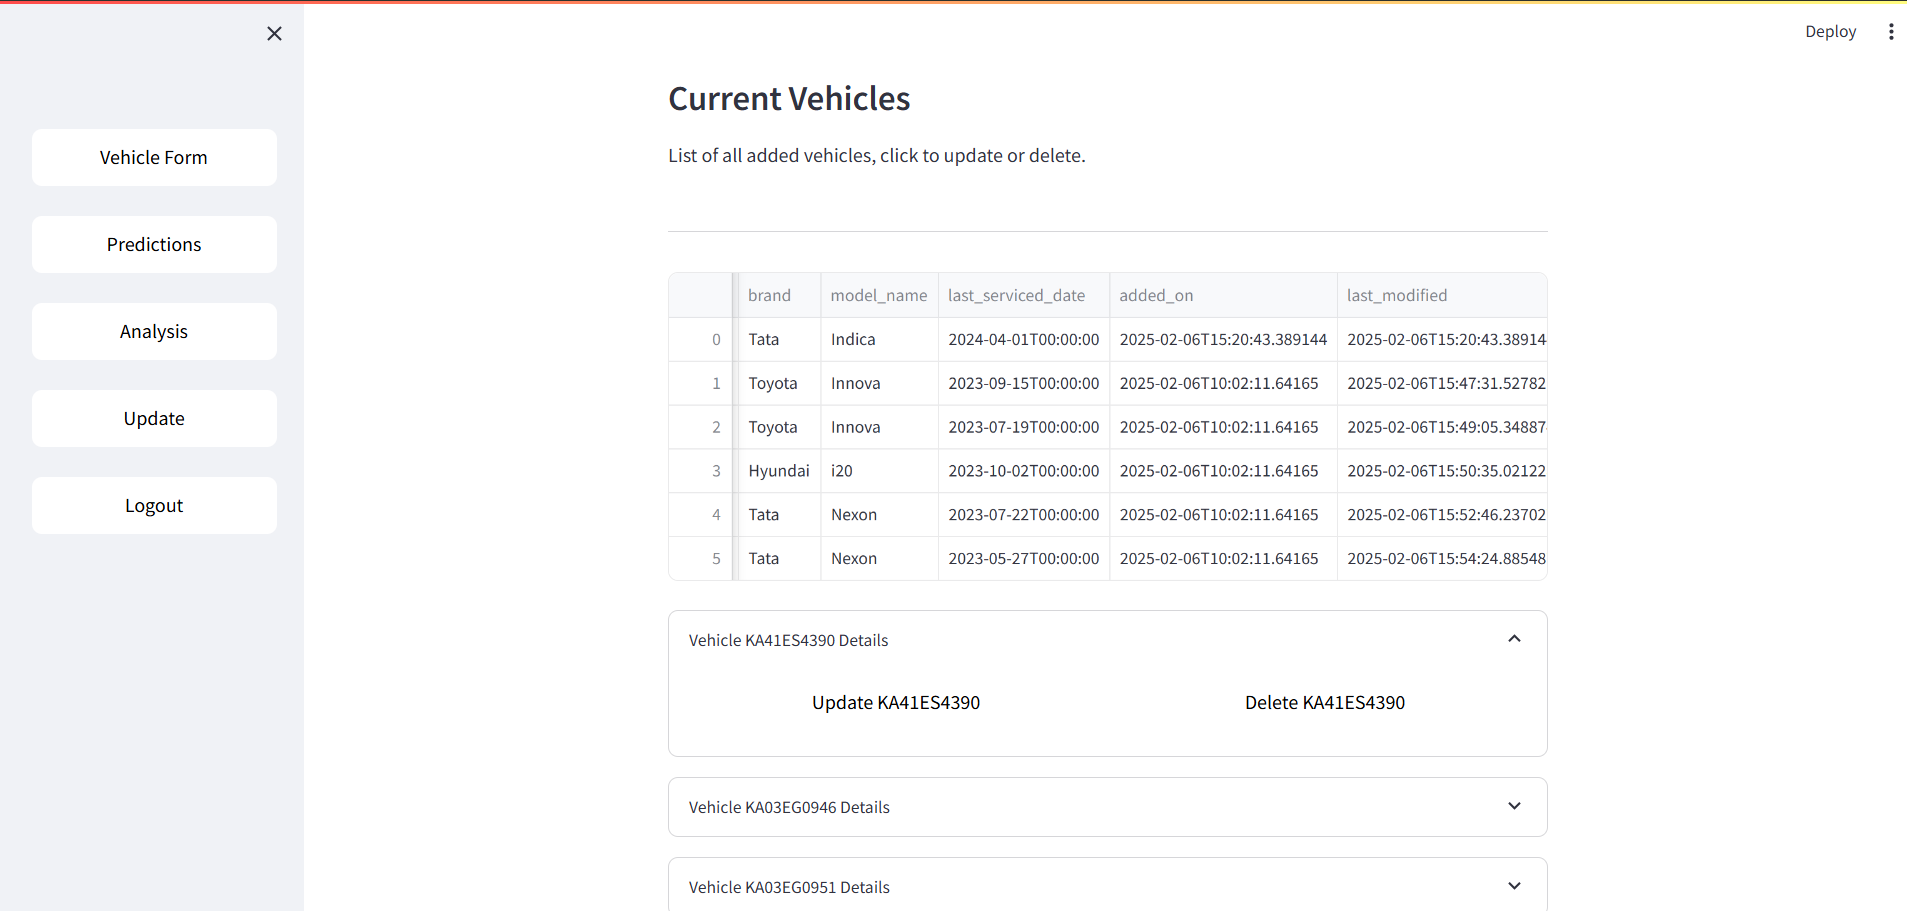 Deploy
Vehicle Form
Predictions
Analysis
Update
Logout
Current Vehicles
List of all added vehicles, click to update or delete.
brand model_name last_serviced_date added_on last_modified
0 Tata Indica 2024-04-01T00:00:00 2025-02-06T15:20:43.389144 2025-02-06T15:20:43.38914
1 Toyota Innova 2023-09-15T00:00:00 2025-02-06T10:02:11.64165 2025-02-06T15:47:31.52782
2 Toyota Innova 2023-07-19T00:00:00 2025-02-06T10:02:11.64165 2025-02-06T15:49:05.34887
3 Hyundai i20 2023-10-02T00:00:00 2025-02-06T10:02:11.64165 2025-02-06T15:50:35.02122
4 Tata Nexon 2023-07-22T00:00:00 2025-02-06T10:02:11.64165 2025-02-06T15:52:46.23702
5 Tata Nexon 2023-05-27T00:00:00 2025-02-06T10:02:11.64165 2025-02-06T15:54:24.88548
Vehicle KA41ES4390 Details
Update KA41ES4390 Delete KA41ES4390
Vehicle KA03EG0946 Details
Vehicle KA03EG0951 Details